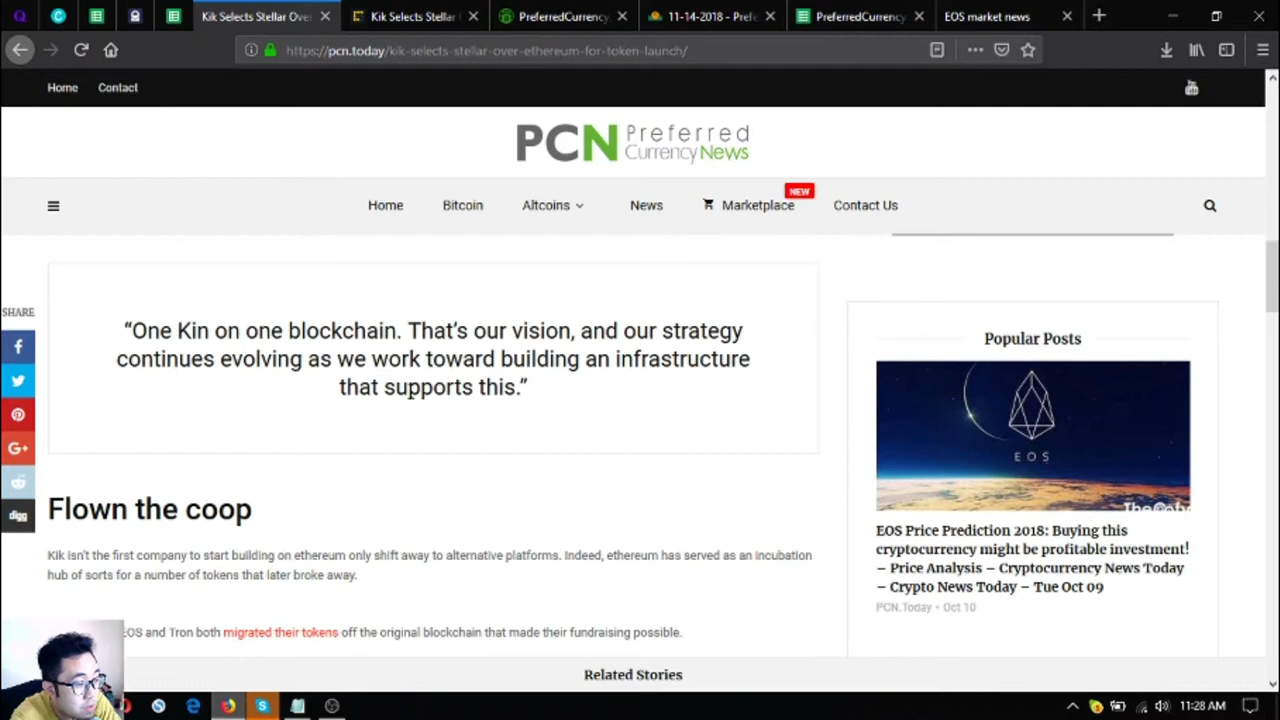 Kik Selects Stellar Ove
Kik Selects Stellar
PreferredCurrency
11-14-2018 - Pref
PreferredCurrency
EOS market news
https://pcn.today/kik-selects-stellar-over-ethereum-for-token-launch/
Home Contact
PCN Preferred
CurrencyNews
NEW
Home Bitcoin Altcoins News Marketplace Contact Us
SHARE
“One Kin on one blockchain. That’s our vision, and our strategy
continues evolving as we work toward building an infrastructure
that supports this.”
Flown the coop
Kik isn't the first company to start building on ethereum only shift away to alternative platforms. Indeed, ethereum has served as an incubation
hub of sorts for a number of tokens that later broke away.
EOS and Tron both migrated their tokens off the original blockchain that made their fundraising possible.
digg
Popular Posts
EOS
EOS Price Prediction 2018: Buying this
cryptocurrency might be profitable investment!
– Price Analysis – Cryptocurrency News Today
– Crypto News Today – Tue Oct 09
PCN.Today - Oct 10
Related Stories
11:28 AM